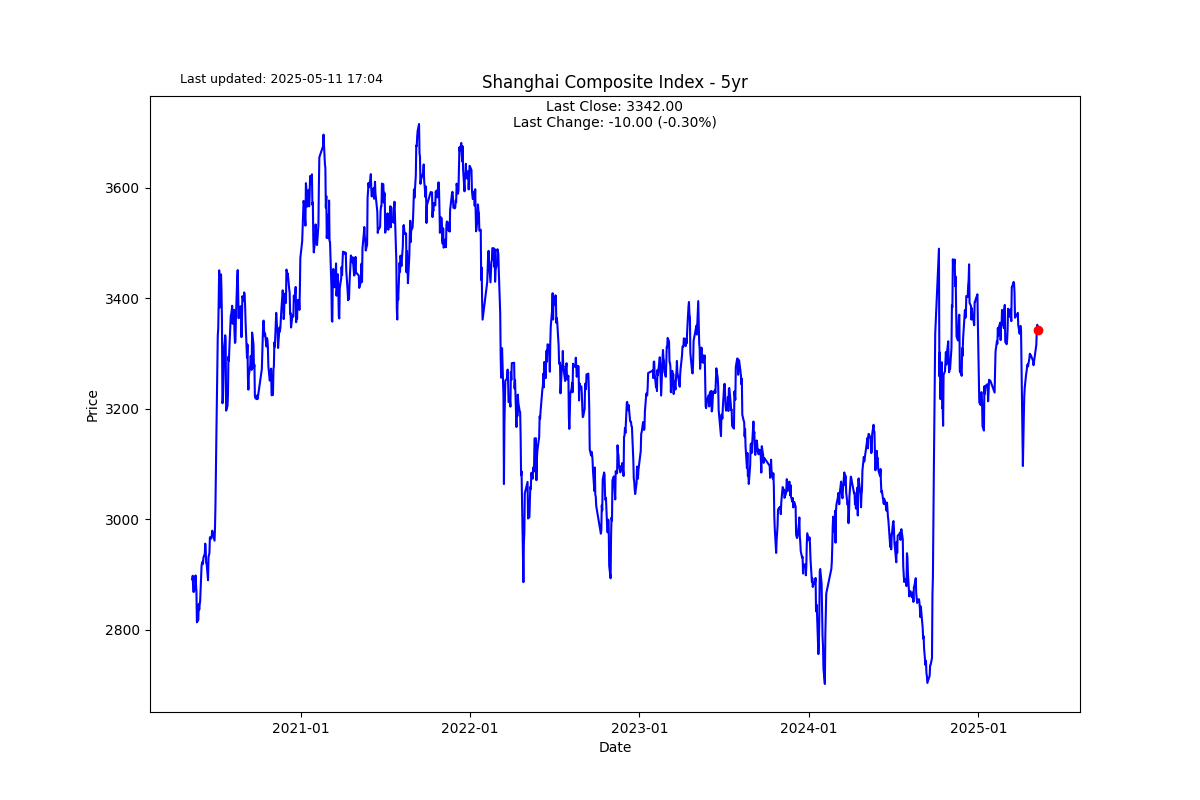 Last updated: 2025-05-11 17:04
Shanghai Composite Index - 5yr
Last Close: 3342.00
Last Change: -10.00 (-0.30%)
Price
3600
3400
3200
3000
2800
2021-01
2022-01
2023-01
2024-01
2025-01
Date